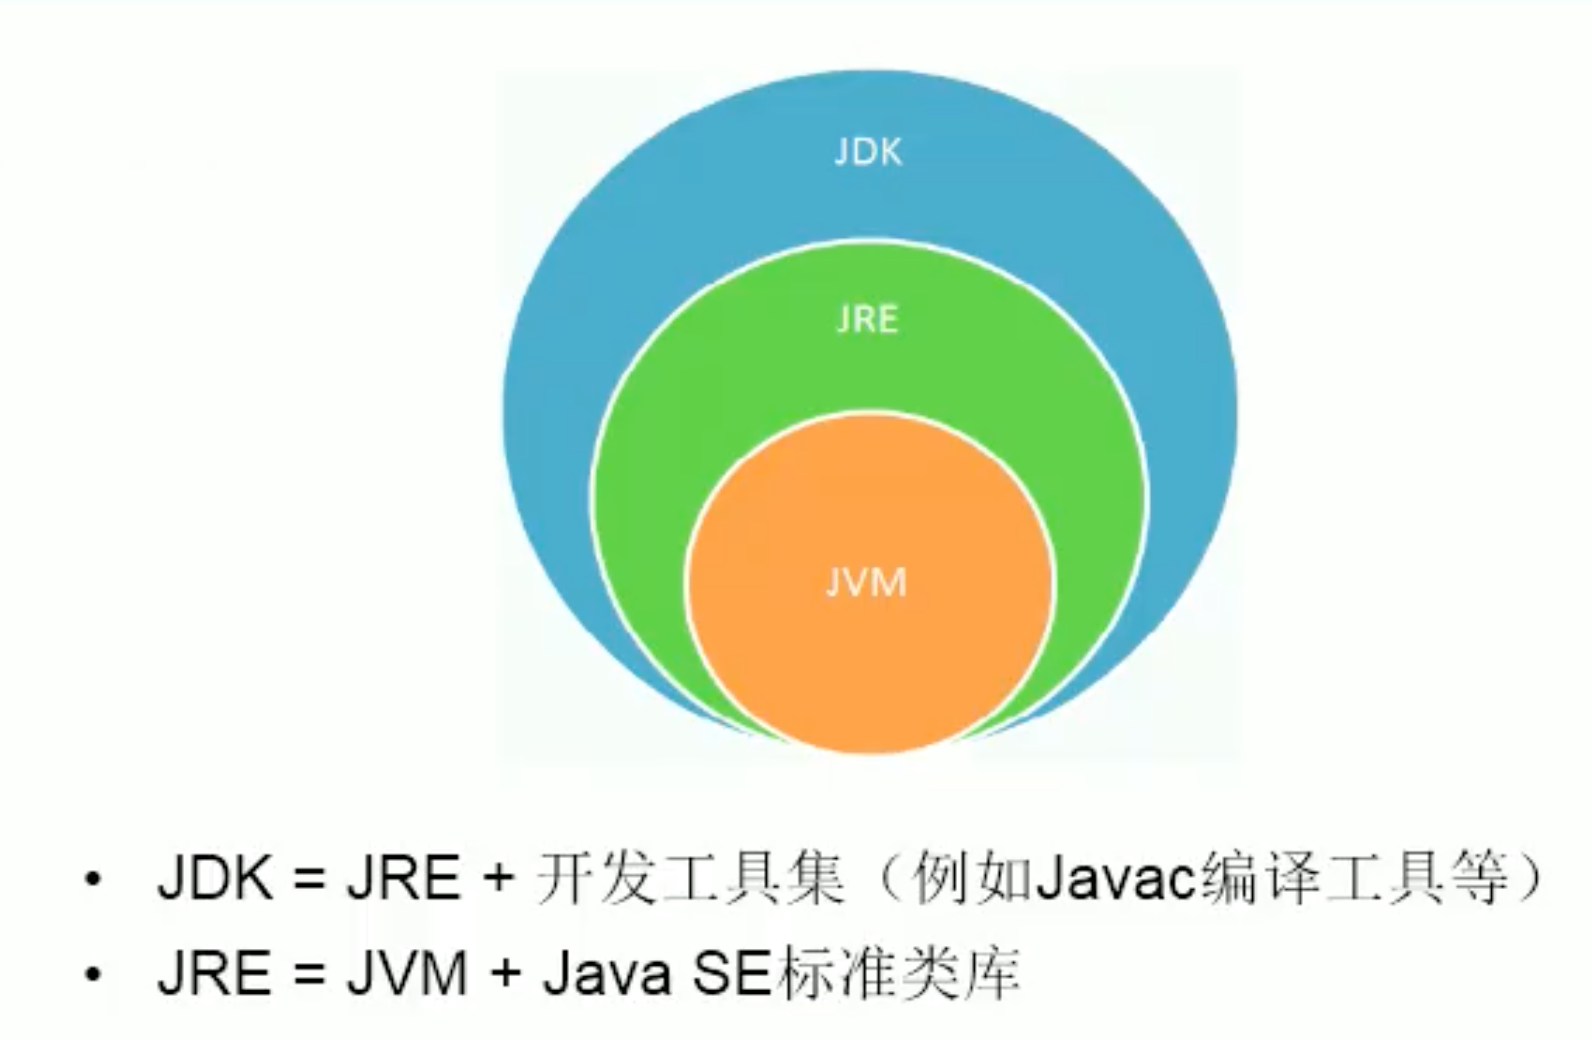 JDK
JRE
JVM
• JDK = JRE + 开发工具集（例如Javac编译工具等）
• JRE = JVM + Java SE标准类库